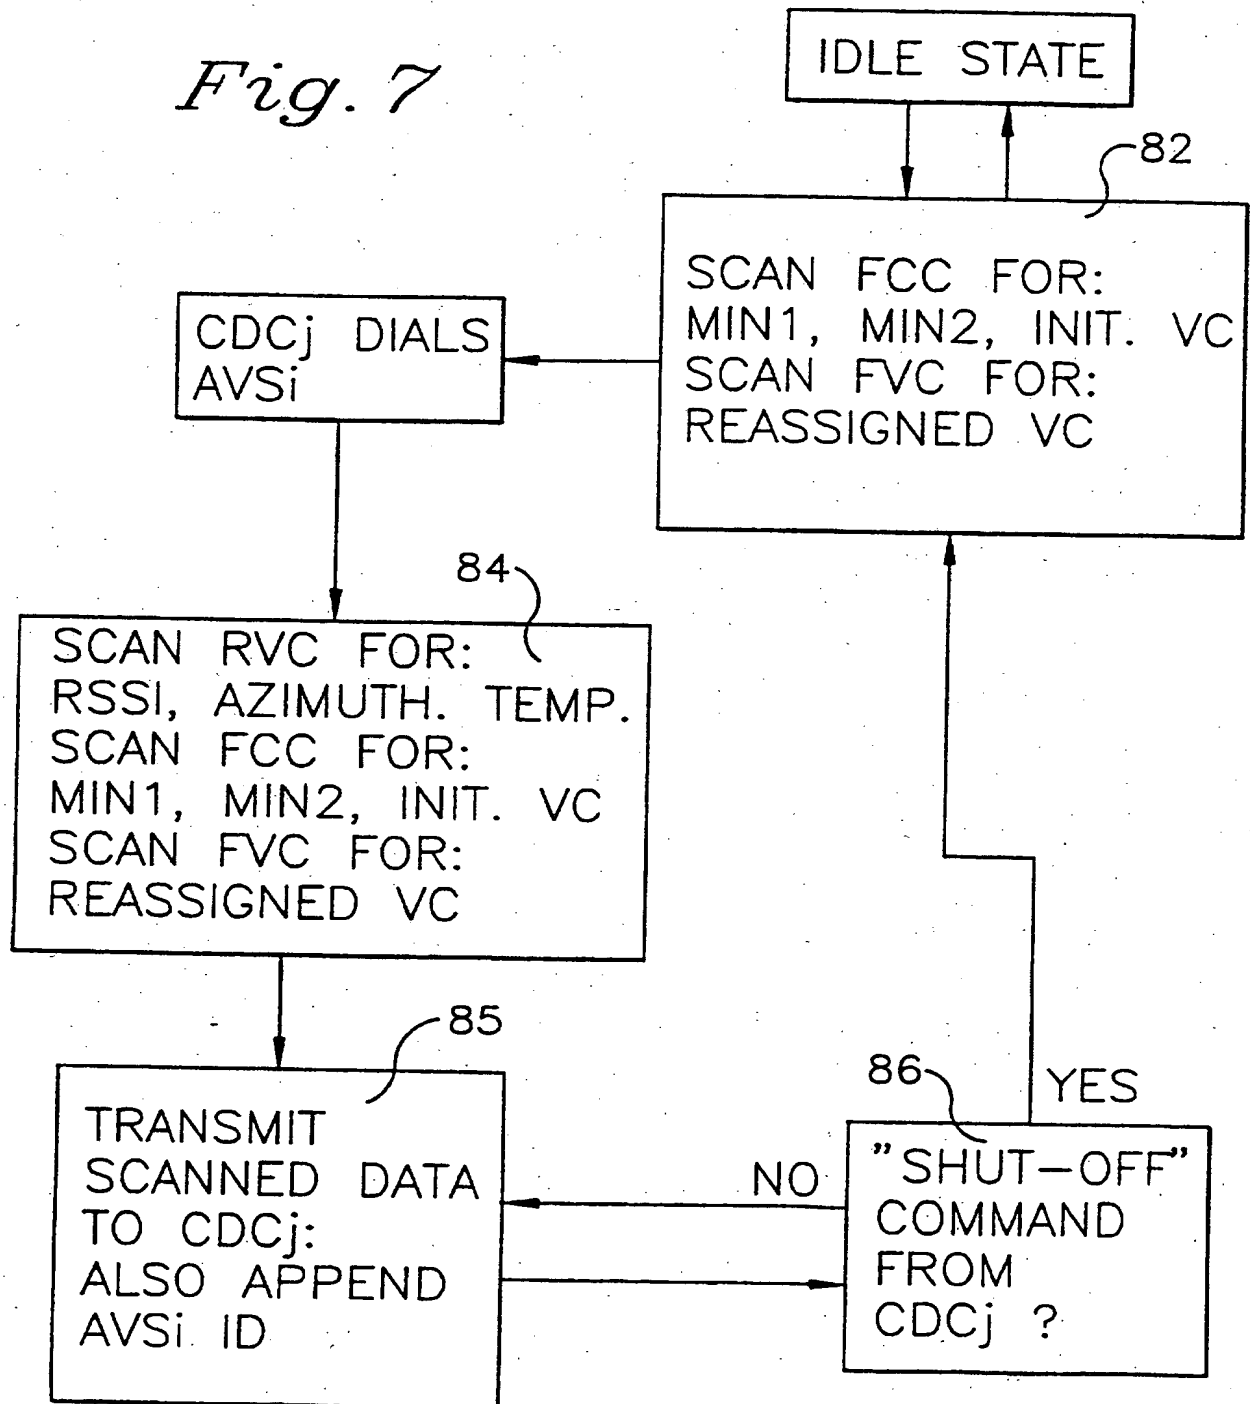 Fig. 7
IDLE STATE
82
SCAN FCC FOR:
MIN1, MIN2, INIT. VC
SCAN FVC FOR:
REASSIGNED VC
CDCj DIALS
AVSi
84
SCAN RVC FOR:
RSSI, AZIMUTH. TEMP.
SCAN FCC FOR:
MIN1, MIN2, INIT. VC
SCAN FVC FOR:
REASSIGNED VC
85
TRANSMIT
SCANNED DATA
TO CDCj:
ALSO APPEND
AVSi ID
NO
YES
86
"SHUT-OFF"
COMMAND
FROM
CDCj ?